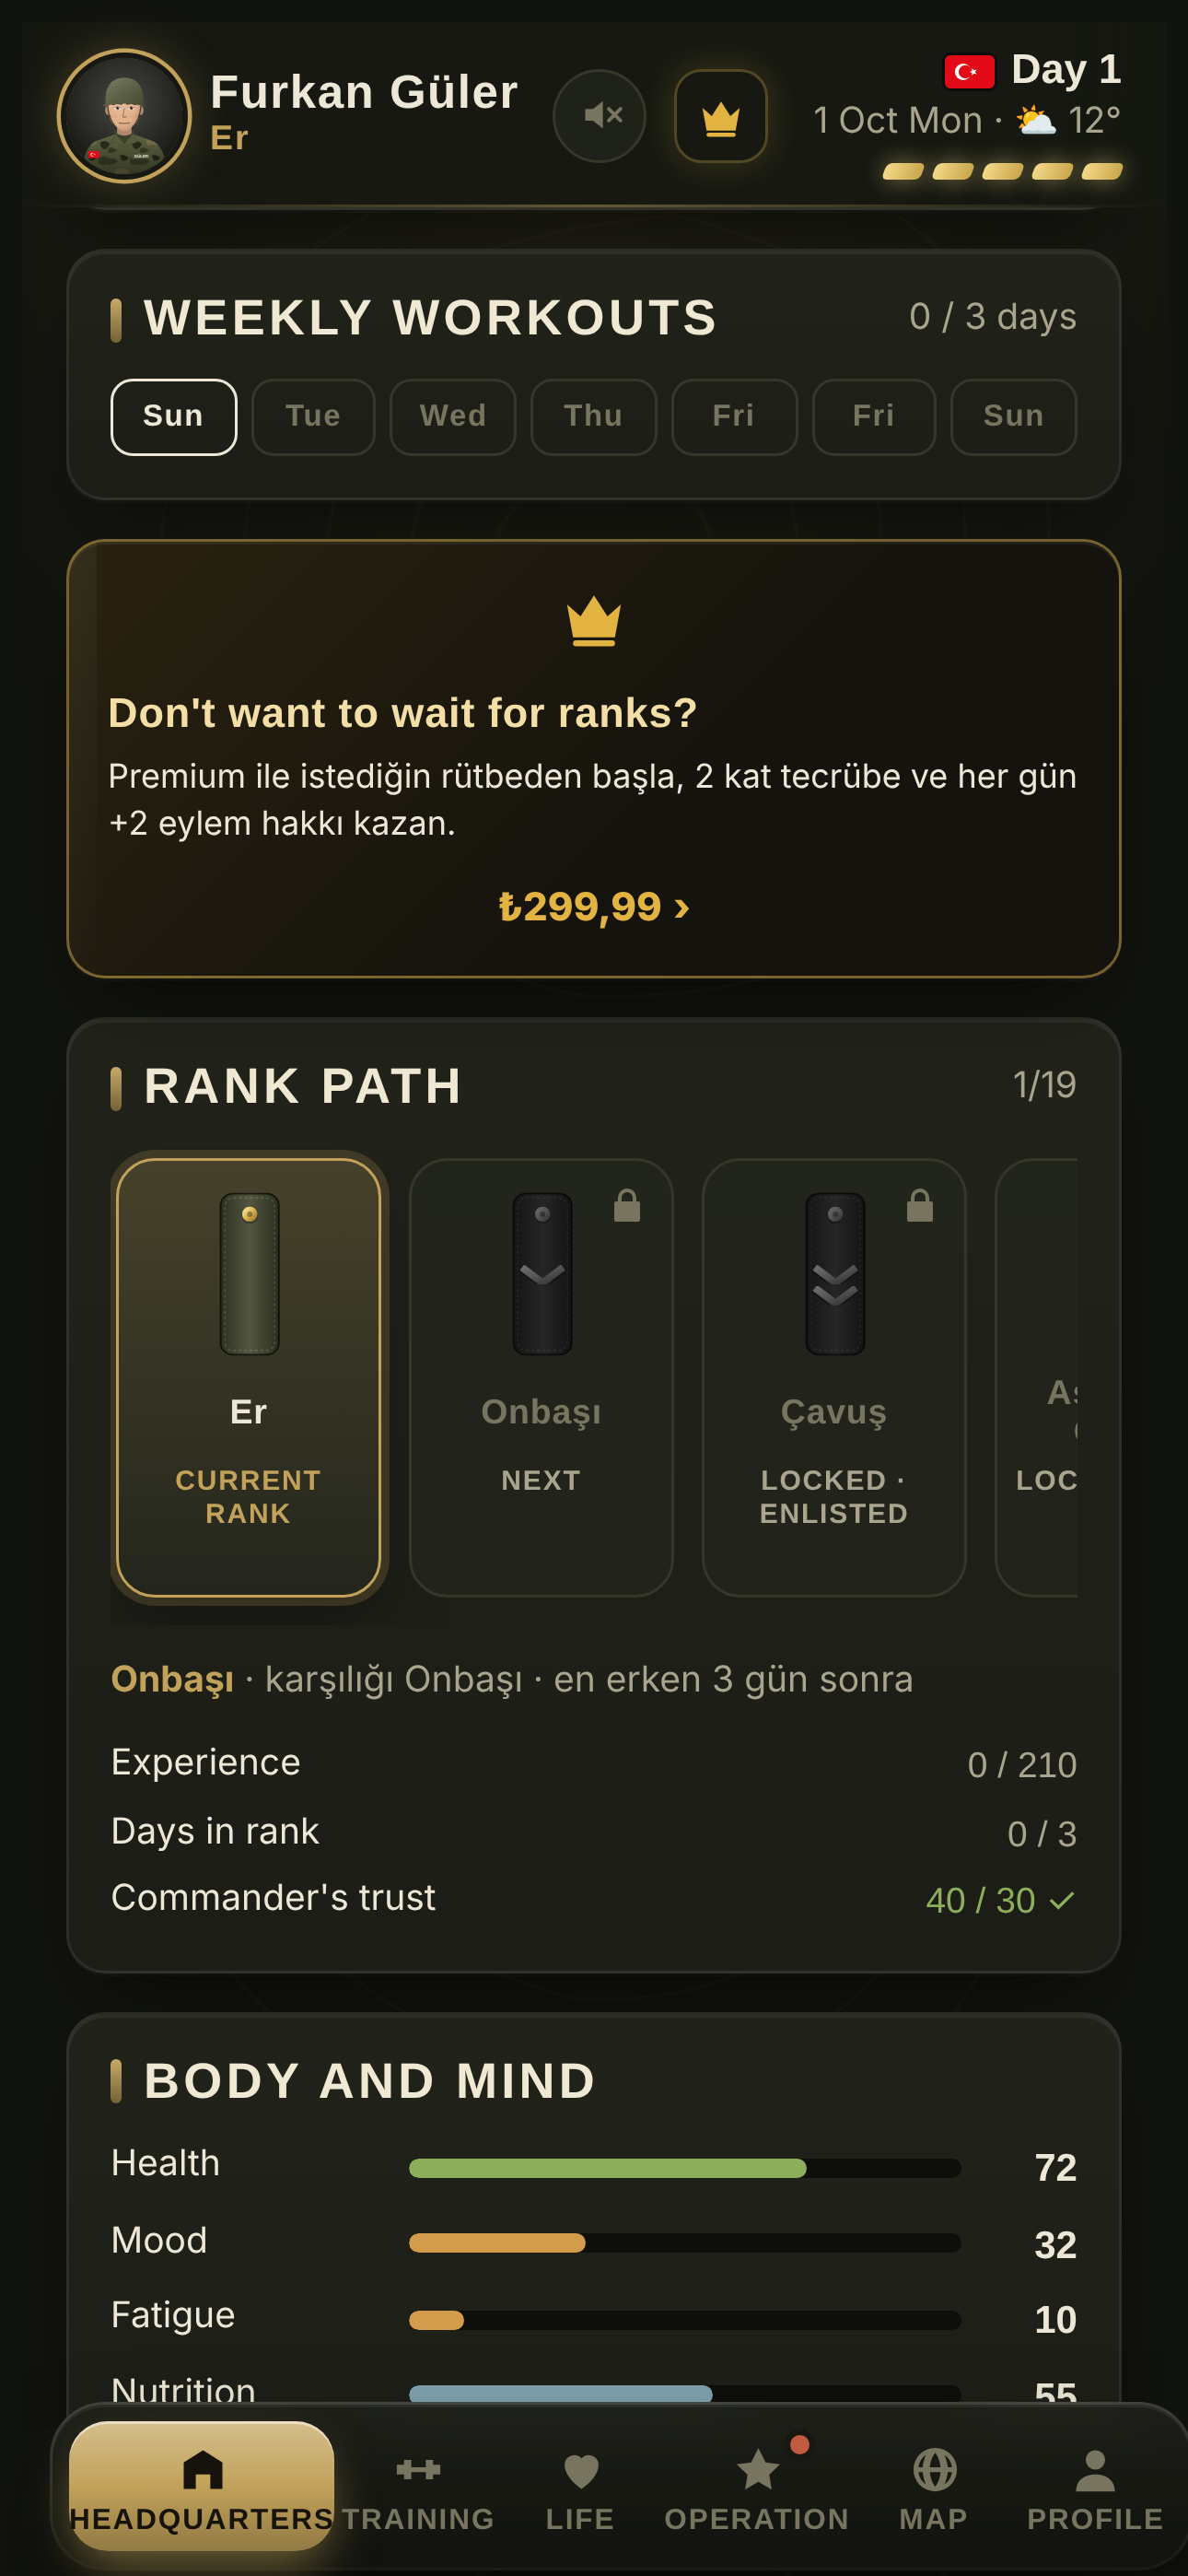 Furkan Güler
Er
Day 1
1 Oct Mon · 12°
WEEKLY WORKOUTS
0 / 3 days
Sun Tue Wed Thu Fri Fri Sun
Don't want to wait for ranks?
Premium ile istediğin rütbeden başla, 2 kat tecrübe ve her gün
+2 eylem hakkı kazan.
₺299,99 ›
RANK PATH
1/19
Er
CURRENT
RANK
Onbaşı
NEXT
Çavuş
LOCKED ·
ENLISTED
LOC
Onbaşı · karşılığı Onbaşı · en erken 3 gün sonra
Experience 0 / 210
Days in rank 0 / 3
Commander's trust 40 / 30 ✓
BODY AND MIND
Health 72
Mood 32
Fatigue 10
Nutrition 55
HEADQUARTERS TRAINING LIFE OPERATION MAP PROFILE